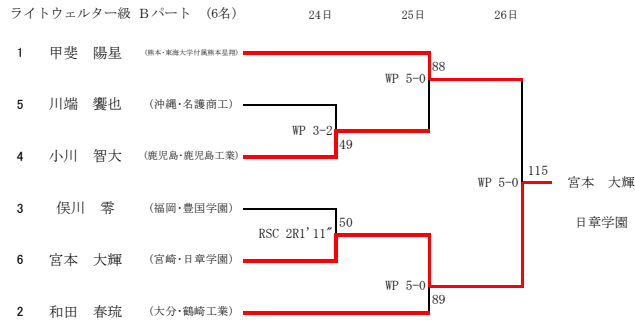 ライトウェルター級 Bパート (6名) 24日 25日 26日
1 甲斐 陽星 (熊本・東海大学付属熊本星翔)
88
WP 5-0
5 川端 饗也 (沖縄・名護商工)
WP 3-2
49
4 小川 智大 (鹿児島・鹿児島工業)
115
WP 5-0 宮本 大輝
日章学園
3 俣川 零 (福岡・豊国学園)
50
RSC 2R1'11"
6 宮本 大輝 (宮崎・日章学園)
WP 5-0
89
2 和田 春琉 (大分・鶴崎工業)